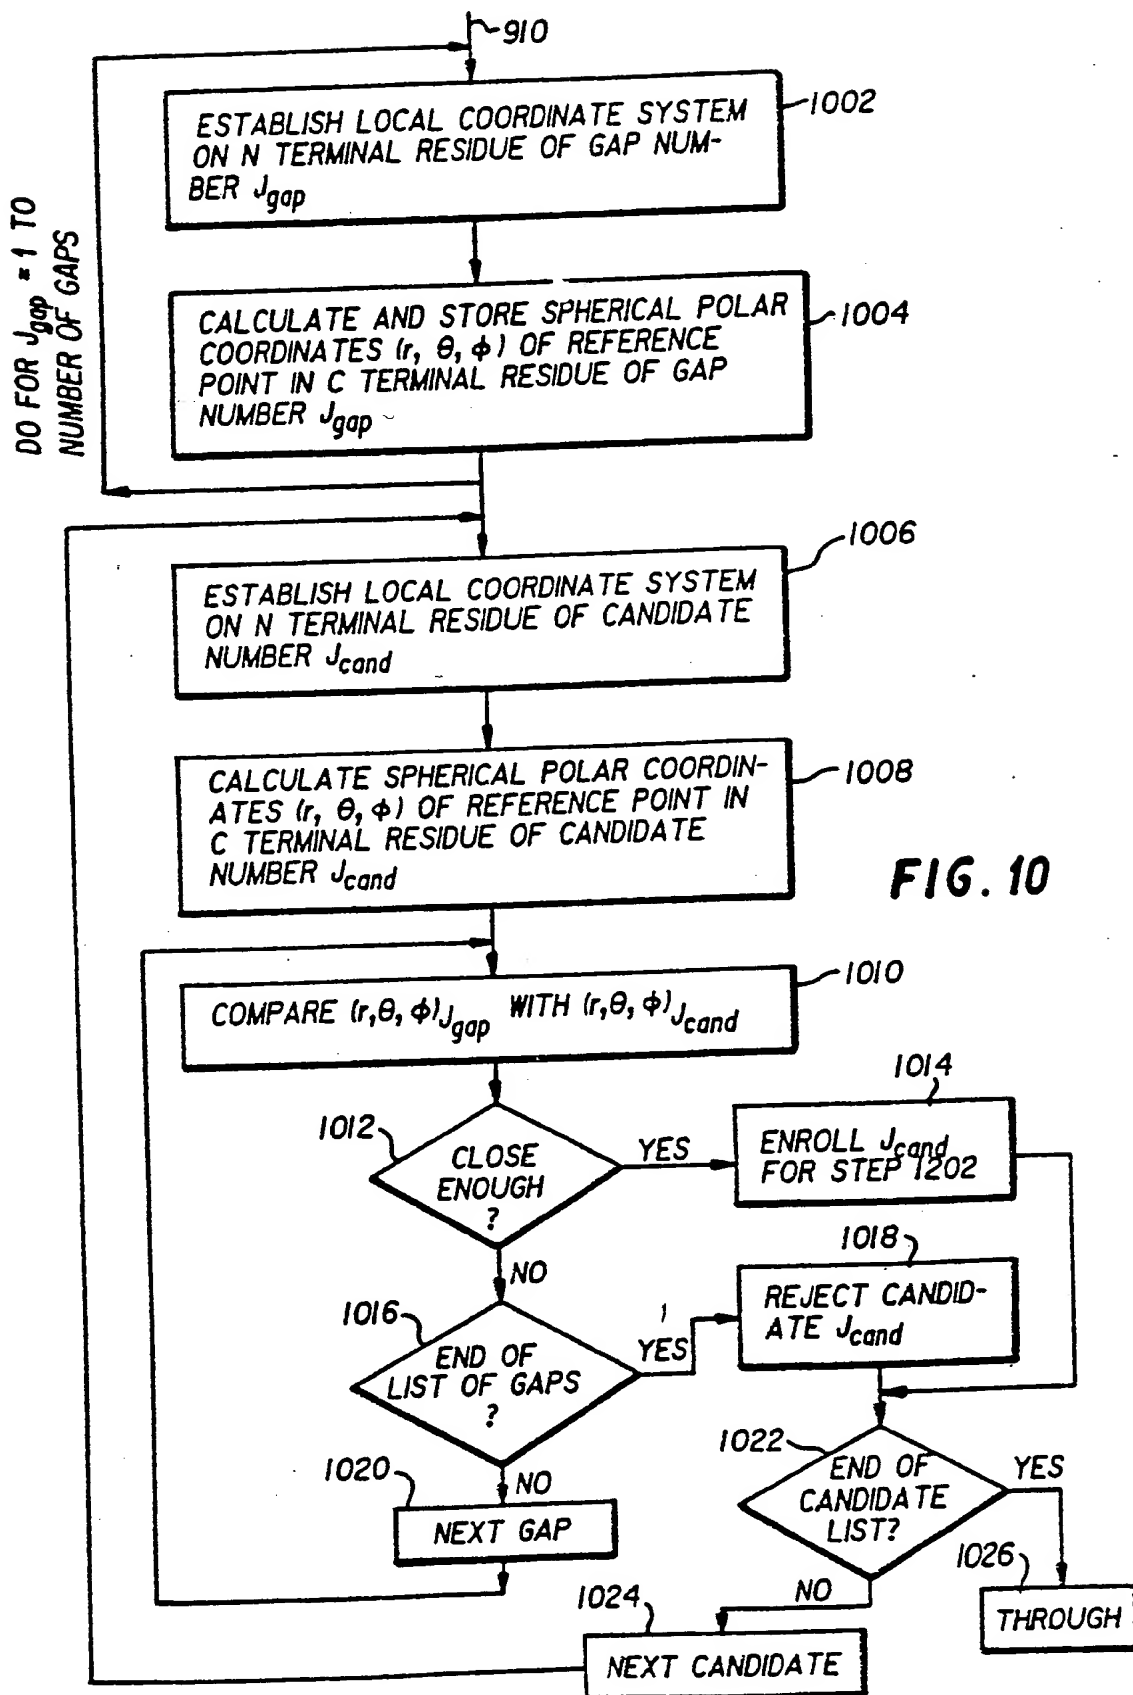 910
ESTABLISH LOCAL COORDINATE SYSTEM
ON N TERMINAL RESIDUE OF GAP NUM-
BER Jgap
1002
DO FOR Jgap = 1 TO
NUMBER OF GAPS
CALCULATE AND STORE SPHERICAL POLAR
COORDINATES (r, θ, ϕ) OF REFERENCE
POINT IN C TERMINAL RESIDUE OF GAP
NUMBER Jgap
1004
ESTABLISH LOCAL COORDINATE SYSTEM
ON N TERMINAL RESIDUE OF CANDIDATE
NUMBER Jcand
1006
CALCULATE SPHERICAL POLAR COORDIN-
ATES (r, θ, ϕ) OF REFERENCE POINT IN
C TERMINAL RESIDUE OF CANDIDATE
NUMBER Jcand
1008
FIG. 10
COMPARE (r,θ, ϕ)Jgap WITH (r,θ, ϕ)Jcand
1010
1012
CLOSE
ENOUGH
?
YES
1014
ENROLL Jcand
FOR STEP 1202
NO
1016
END OF
LIST OF GAPS
?
YES
1018
REJECT CANDID-
ATE Jcand
NO
1020
NEXT GAP
1022
END OF
CANDIDATE
LIST?
YES
1026
THROUGH
NO
1024
NEXT CANDIDATE